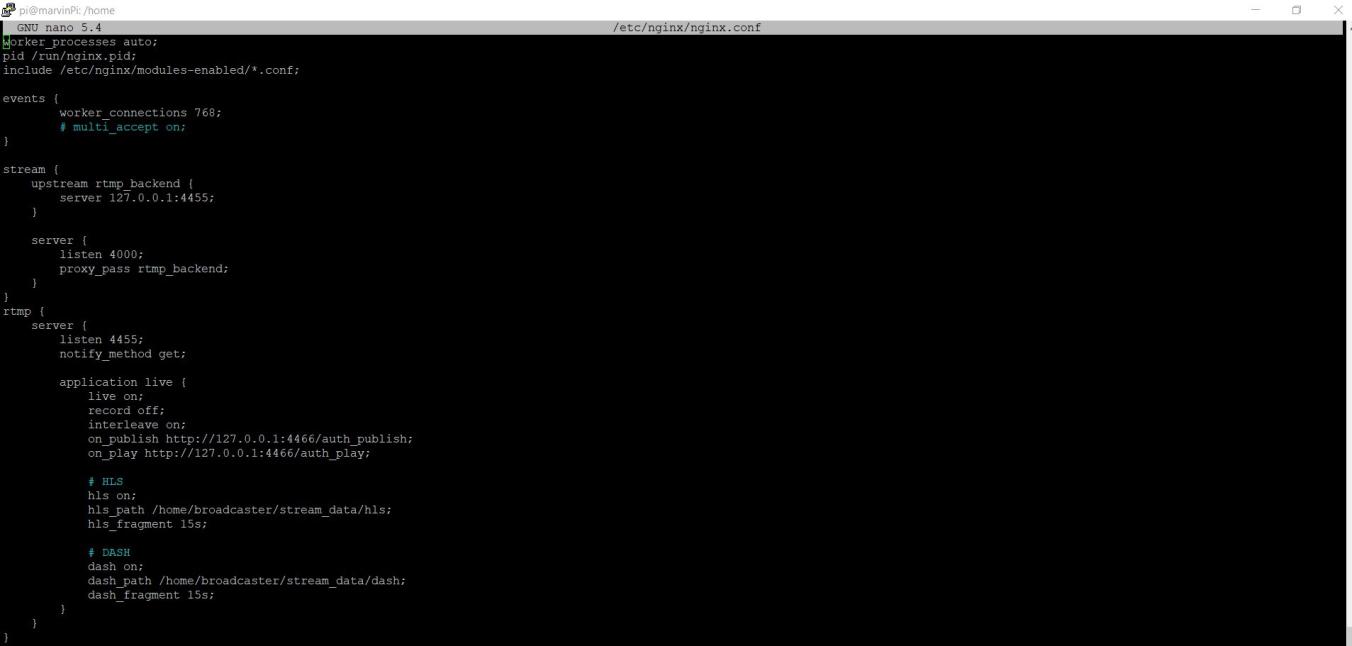 pi@marvinPi: /home
GNU nano 5.4 /etc/nginx/nginx.conf
worker_processes auto;
pid /run/nginx.pid;
include /etc/nginx/modules-enabled/*.conf;
events {
worker_connections 768;
# multi_accept on;
}
stream {
upstream rtmp_backend {
server 127.0.0.1:4455;
}
server {
listen 4000;
proxy_pass rtmp_backend;
}
}
rtmp {
server {
listen 4455;
notify_method get;
application live {
live on;
record off;
interleave on;
on_publish http://127.0.0.1:4466/auth_publish;
on_play http://127.0.0.1:4466/auth_play;
# HLS
hls on;
hls_path /home/broadcaster/stream_data/hls;
hls_fragment 15s;
# DASH
dash on;
dash_path /home/broadcaster/stream_data/dash;
dash_fragment 15s;
}
}
}